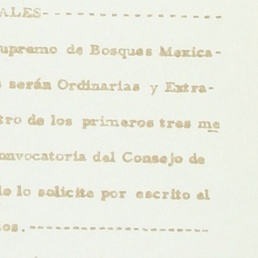 ALES- - - - - - - - - - - - - - -
upremo de Bosques Mexica-
s serán Ordinarias y Extra-
tro de los primeros tres me
onvocatoria del Consejo de
e lo solicite por escrito el
os.- - - - - - - - - - - - - - - -